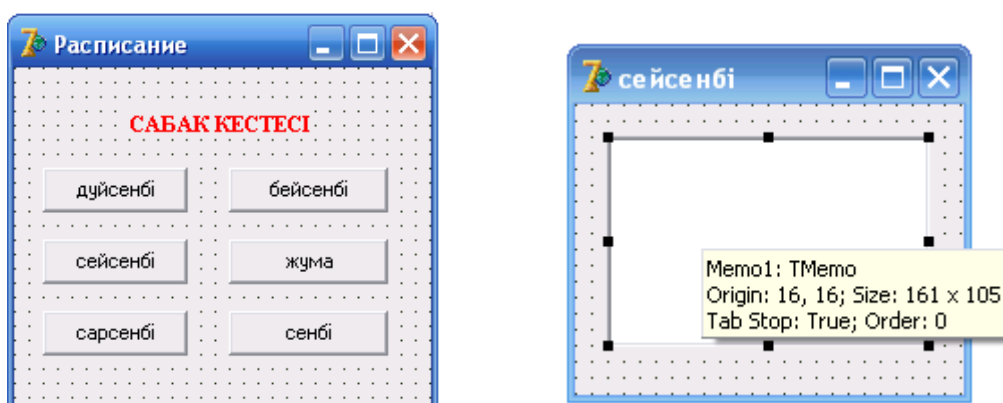 Расписание
САБАК КЕСТЕСІ
дуйсенбі
бейсенбі
сейсенбі
жума
сарсенбі
сенбі
сейсенбі
Memo1: TMemo
Origin: 16, 16; Size: 161 x 105
Tab Stop: True; Order: 0